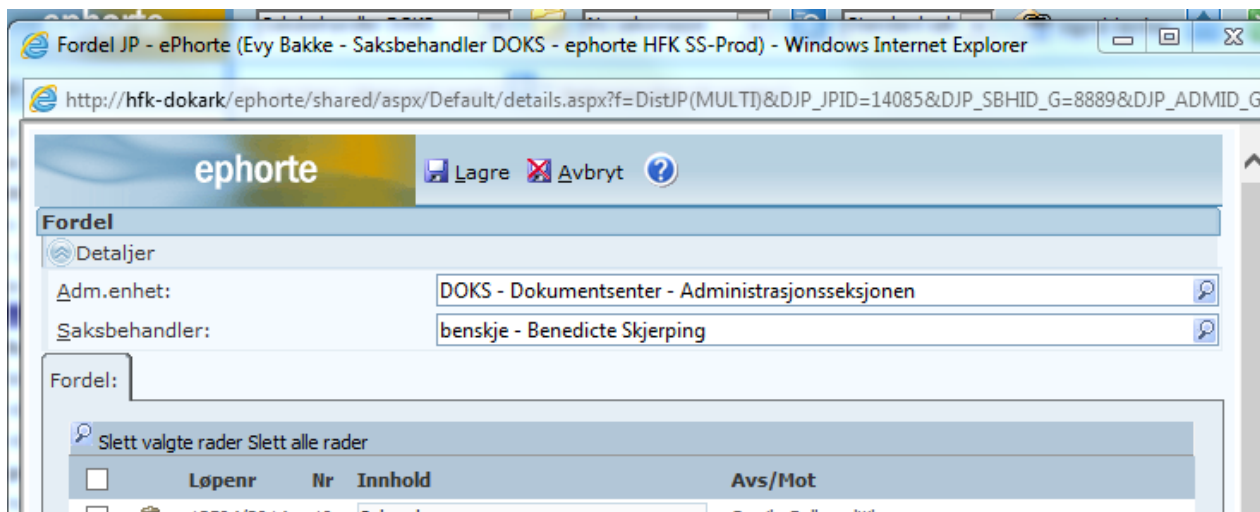 Fordel JP - ePhorte (Evy Bakke - Saksbehandler DOKS - ephorte HFK SS-Prod) - Windows Internet Explorer
http://hfk-dokark/ephorte/shared/aspx/Default/details.aspx?f=DistJP(MULTI)&DJP_JPID=14085&DJP_SBHID_G=8889&DJP_ADMID_G
ephorte Lagre Avbryt ?
Fordel
Detaljer
Adm.enhet: DOKS - Dokumentsenter - Administrasjonsseksjonen
Saksbehandler: benskje - Benedicte Skjerping
Fordel:
Slett valgte rader Slett alle rader
Løpenr Nr Innhold Avs/Mot